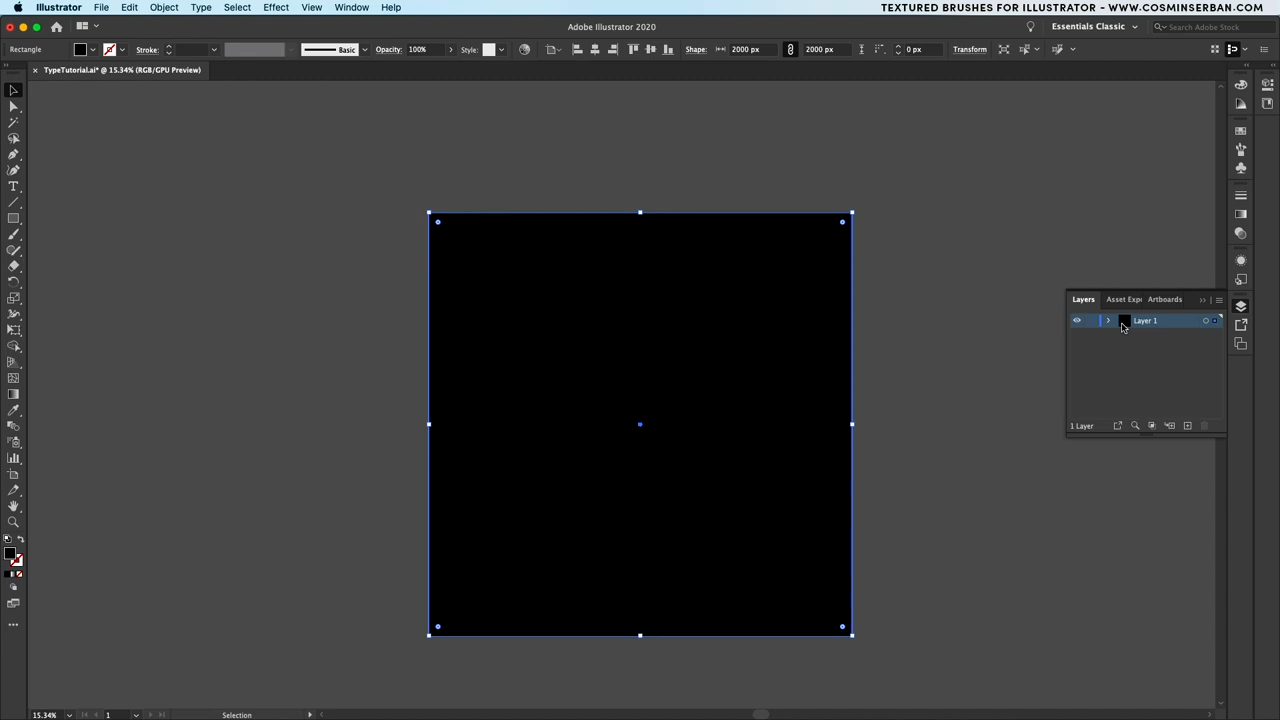 Illustrator File Edit Object Type Select Effect View Window Help
TEXTURED BRUSHES FOR ILLUSTRATOR - WWW.COSMINSERBAN.COM
Adobe Illustrator 2020
Essentials Classic
Search Adobe Stock
Rectangle Stroke: Basic Opacity: 100% Style: Shape: 2000 px 2000 px 0 px Transform
× TypeTutorial.ai* @ 15.34% (RGB/GPU Preview)
Layers Asset Expo Artboards
Layer 1
1 Layer
15.34% 1 Selection